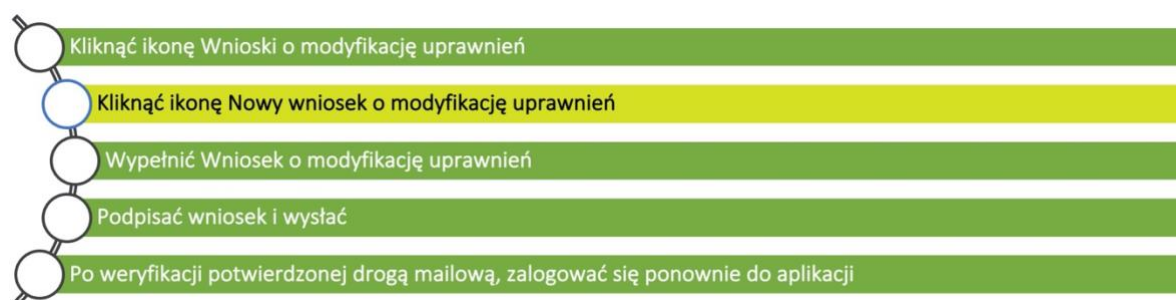 Kliknąć ikonę Wnioski o modyfikację uprawnień
Kliknąć ikonę Nowy wniosek o modyfikację uprawnień
Wypełnić Wniosek o modyfikację uprawnień
Podpisać wniosek i wysłać
Po weryfikacji potwierdzonej drogą mailową, zalogować się ponownie do aplikacji